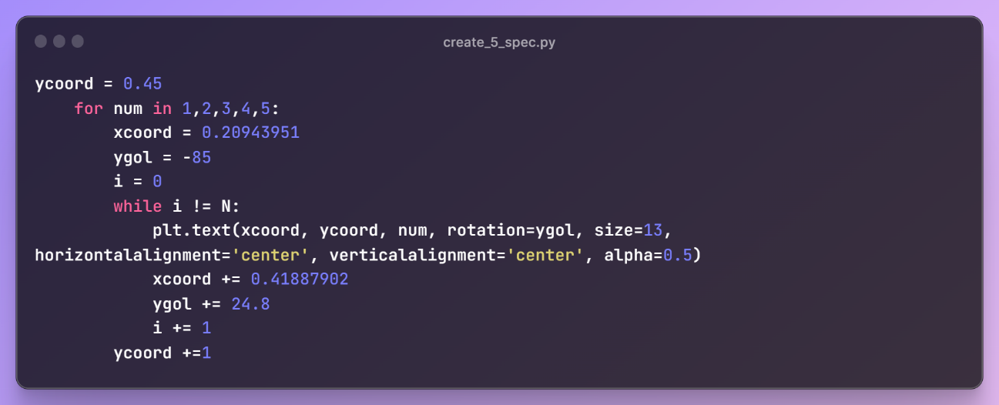 create_5_spec.py
ycoord = 0.45
    for num in 1,2,3,4,5:
        xcoord = 0.20943951
        ygol = -85
        i = 0
        while i != N:
            plt.text(xcoord, ycoord, num, rotation=ygol, size=13,
horizontalalignment='center', verticalalignment='center', alpha=0.5)
            xcoord += 0.41887902
            ygol += 24.8
            i += 1
        ycoord +=1